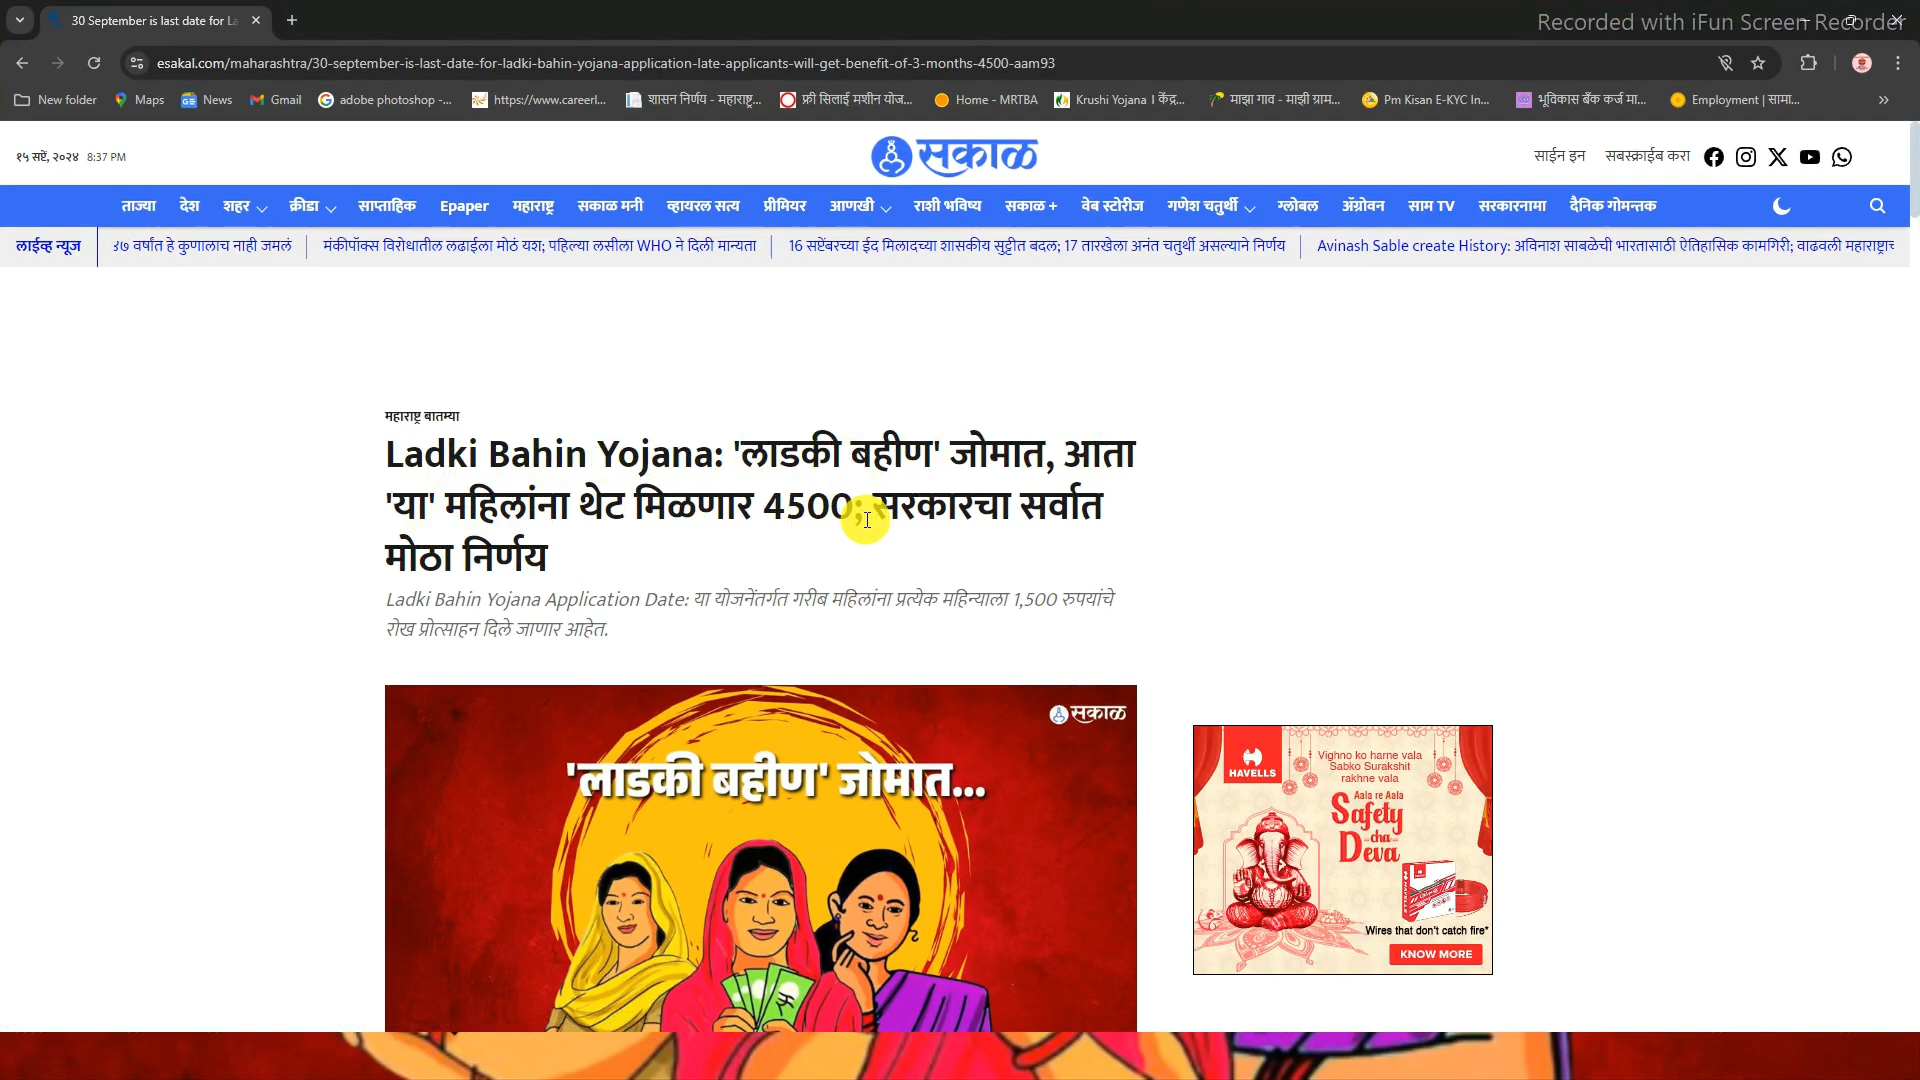 30 September is last date for La
Recorded with iFun Screen Recorder
esakal.com/maharashtra/30-september-is-last-date-for-ladki-bahin-yojana-application-late-applicants-will-get-benefit-of-3-months-4500-aam93
New folder Maps News Gmail adobe photoshop -... https://www.careerl... शासन निर्णय - महाराष्ट्र... फ्री सिलाई मशीन योज... Home - MRTBA Krushi Yojana । केंद्र... माझा गाव - माझी ग्राम... Pm Kisan E-KYC In... भूविकास बँक कर्ज मा... Employment | सामा...
१५ सप्टें, २०२४ 8:37 PM
सकाळ
साईन इन सबस्क्राईब करा
ताज्या देश शहर क्रीडा साप्ताहिक Epaper महाराष्ट्र सकाळ मनी व्हायरल सत्य प्रीमियर आणखी राशी भविष्य सकाळ + वेब स्टोरीज गणेश चतुर्थी ग्लोबल अ‍ॅग्रोवन साम TV सरकारनामा दैनिक गोमन्तक
लाईव्ह न्यूज ४७ वर्षांत हे कुणालाच नाही जमलं मंकीपॉक्स विरोधातील लढाईला मोठं यश; पहिल्या लसीला WHO ने दिली मान्यता 16 सप्टेंबरच्या ईद मिलादच्या शासकीय सुट्टीत बदल; 17 तारखेला अनंत चतुर्थी असल्याने निर्णय Avinash Sable create History: अविनाश साबळेची भारतासाठी ऐतिहासिक कामगिरी; वाढवली महाराष्ट्राच
महाराष्ट्र बातम्या
Ladki Bahin Yojana: 'लाडकी बहीण' जोमात, आता
'या' महिलांना थेट मिळणार 4500; सरकारचा सर्वात
मोठा निर्णय
Ladki Bahin Yojana Application Date: या योजनेंतर्गत गरीब महिलांना प्रत्येक महिन्याला 1,500 रुपयांचे
रोख प्रोत्साहन दिले जाणार आहेत.
सकाळ
'लाडकी बहीण' जोमात...
₹
HAVELLS
Vighno ko harne vala
Sabko Surakshit
rakhne vala
Aala re Aala
Safety
cha
Deva
Wires that don't catch fire*
KNOW MORE